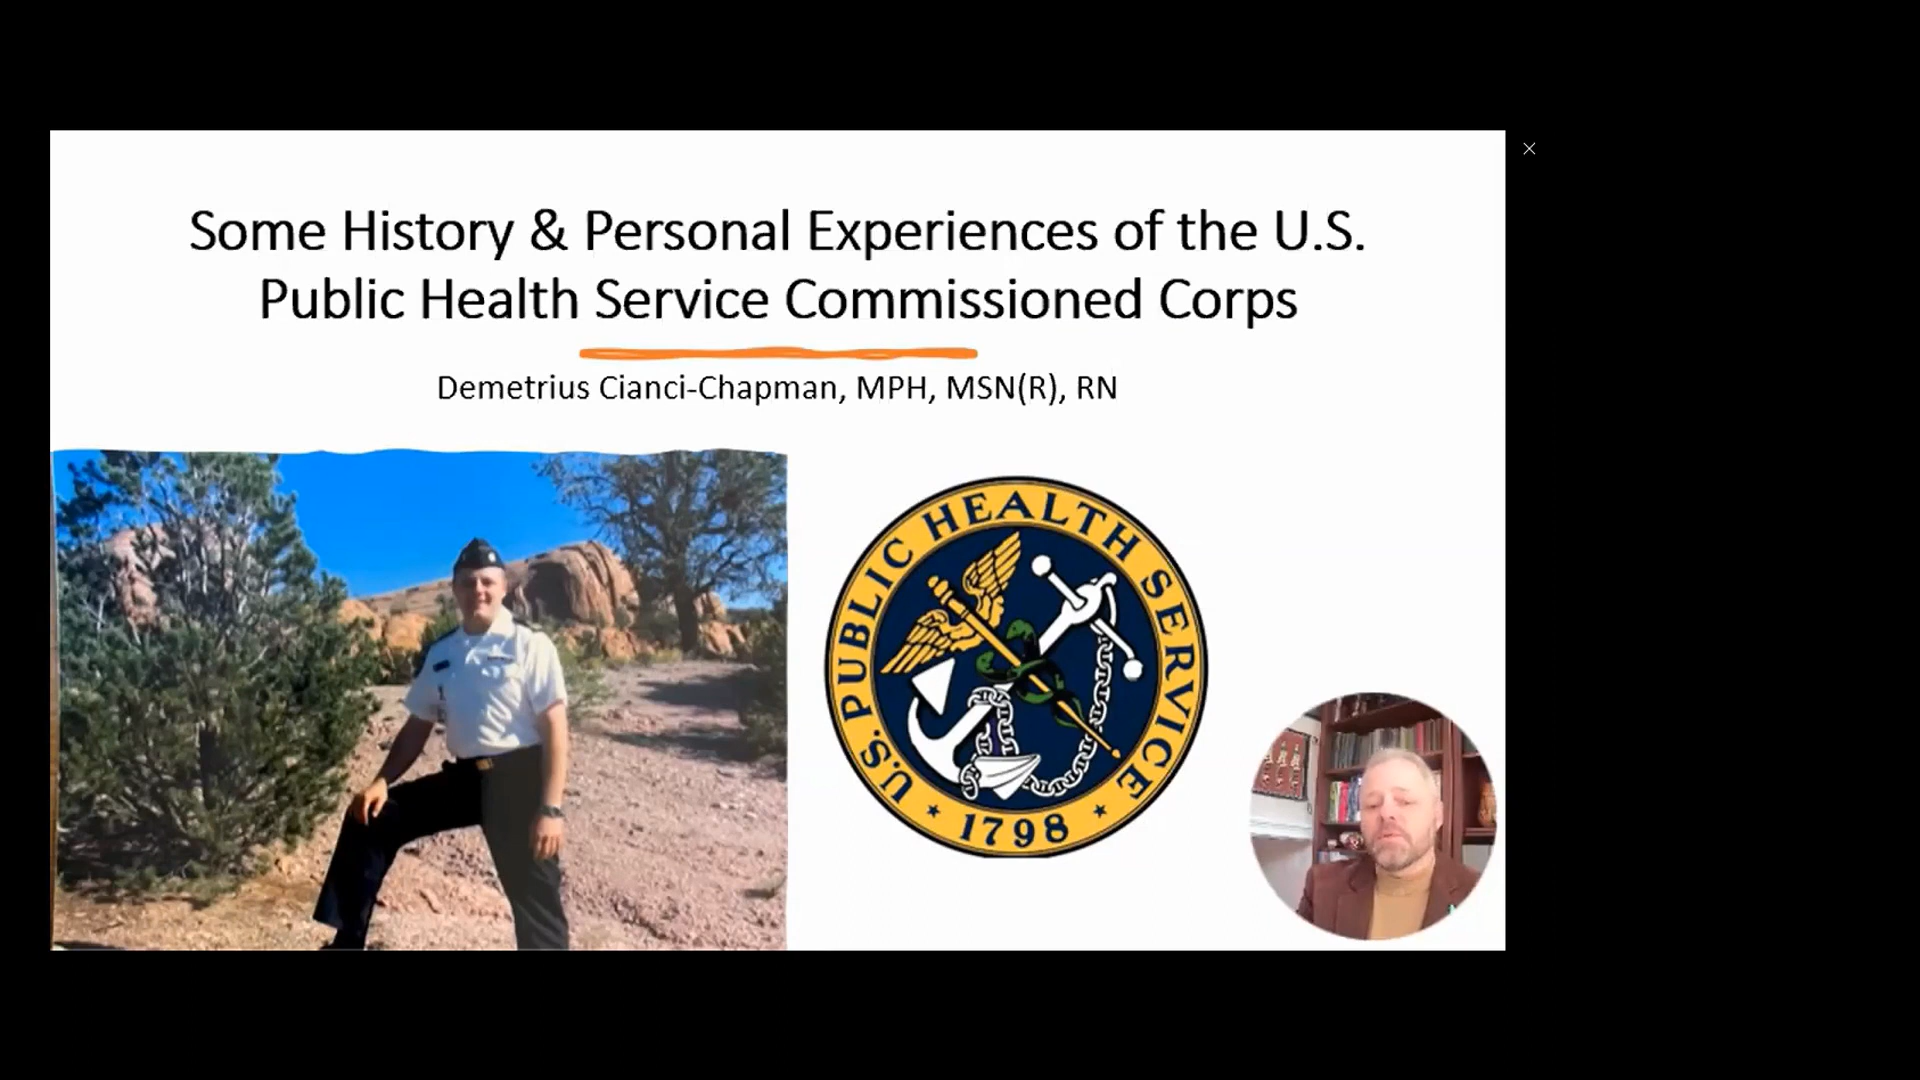 Some History & Personal Experiences of the U.S.
Public Health Service Commissioned Corps
Demetrius Cianci-Chapman, MPH, MSN(R), RN
U.S. PUBLIC HEALTH SERVICE
1798